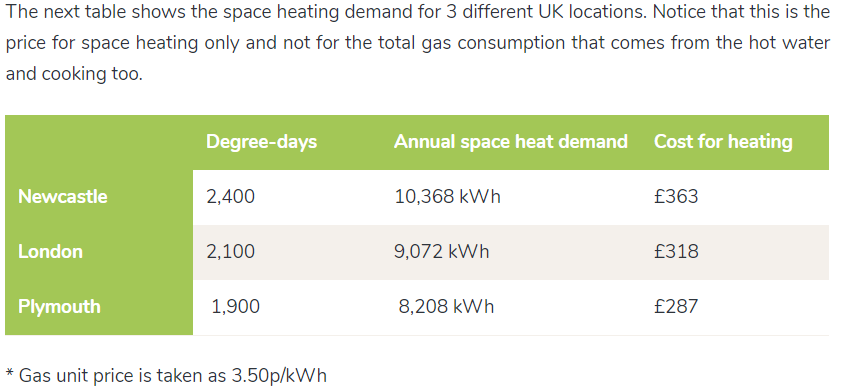 The next table shows the space heating demand for 3 different UK locations. Notice that this is the
price for space heating only and not for the total gas consumption that comes from the hot water
and cooking too.
Degree-days Annual space heat demand Cost for heating
Newcastle 2,400 10,368 kWh £363
London 2,100 9,072 kWh £318
Plymouth 1,900 8,208 kWh £287
* Gas unit price is taken as 3.50p/kWh